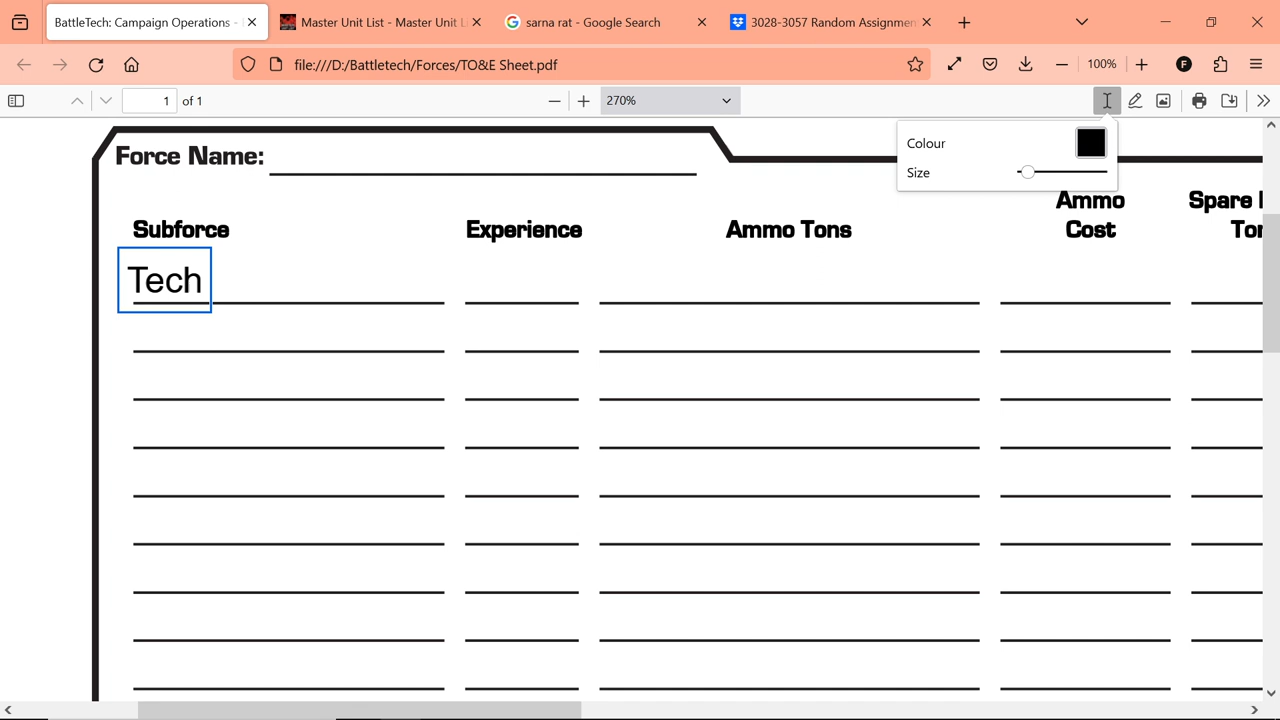 BattleTech: Campaign Operations -
Master Unit List - Master Unit Li
sarna rat - Google Search
3028-3057 Random Assignmen
file:///D:/Battletech/Forces/TO&E Sheet.pdf
100%
F
1 of 1
270%
Colour
Size
Force Name:
Subforce
Experience
Ammo Tons
Ammo
Cost
Spare
Ton
Tech